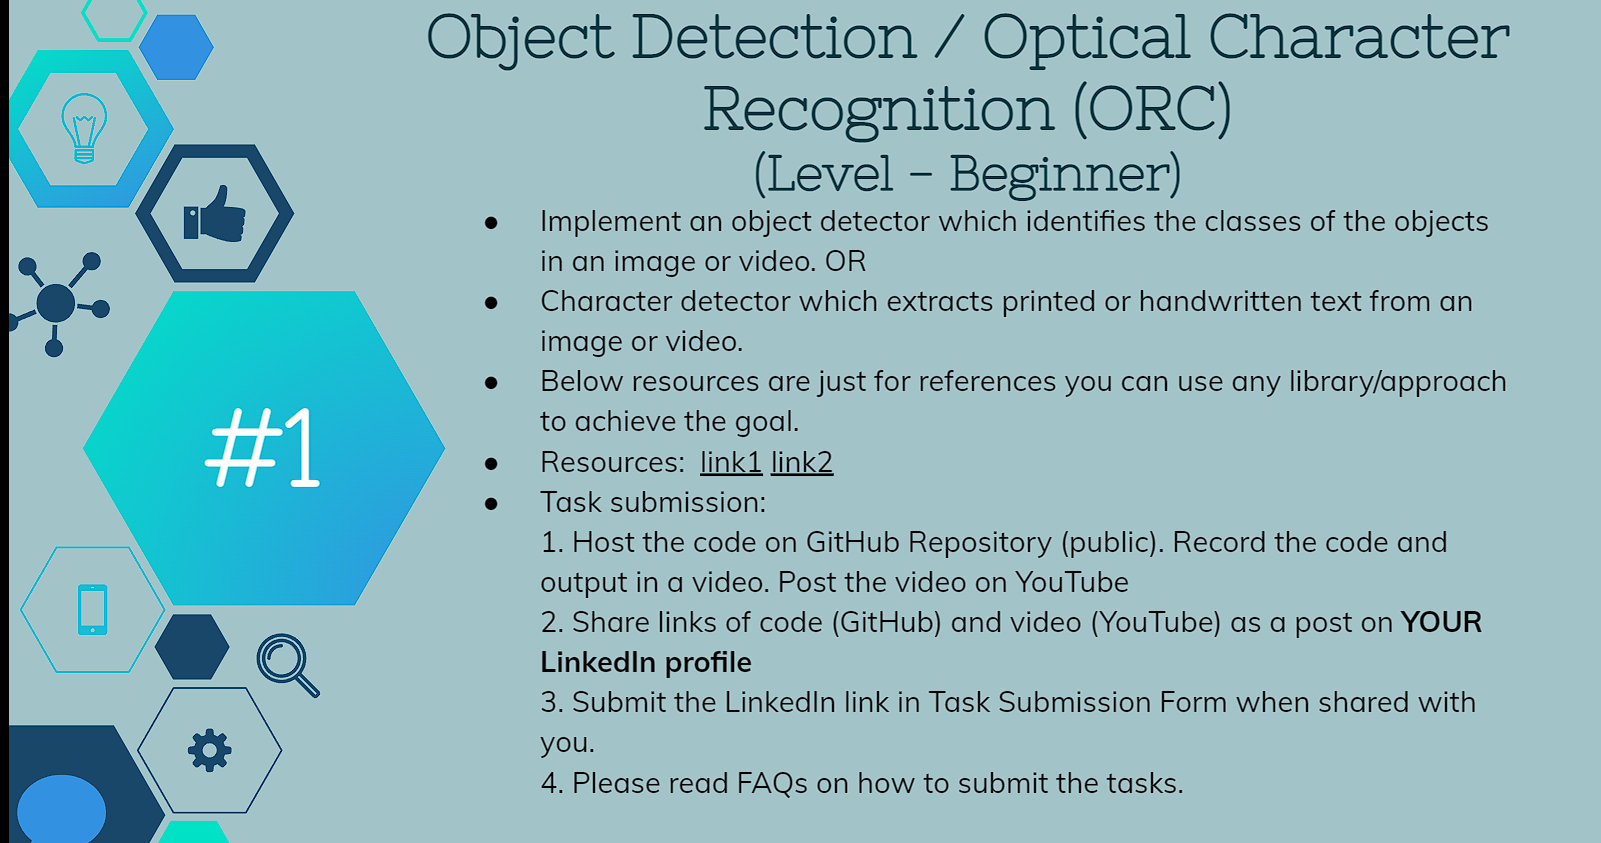 Object Detection / Optical Character
Recognition (ORC)
(Level - Beginner)
#1
● Implement an object detector which identifies the classes of the objects
in an image or video. OR
● Character detector which extracts printed or handwritten text from an
image or video.
● Below resources are just for references you can use any library/approach
to achieve the goal.
● Resources: link1 link2
● Task submission:
1. Host the code on GitHub Repository (public). Record the code and
output in a video. Post the video on YouTube
2. Share links of code (GitHub) and video (YouTube) as a post on YOUR
LinkedIn profile
3. Submit the LinkedIn link in Task Submission Form when shared with
you.
4. Please read FAQs on how to submit the tasks.